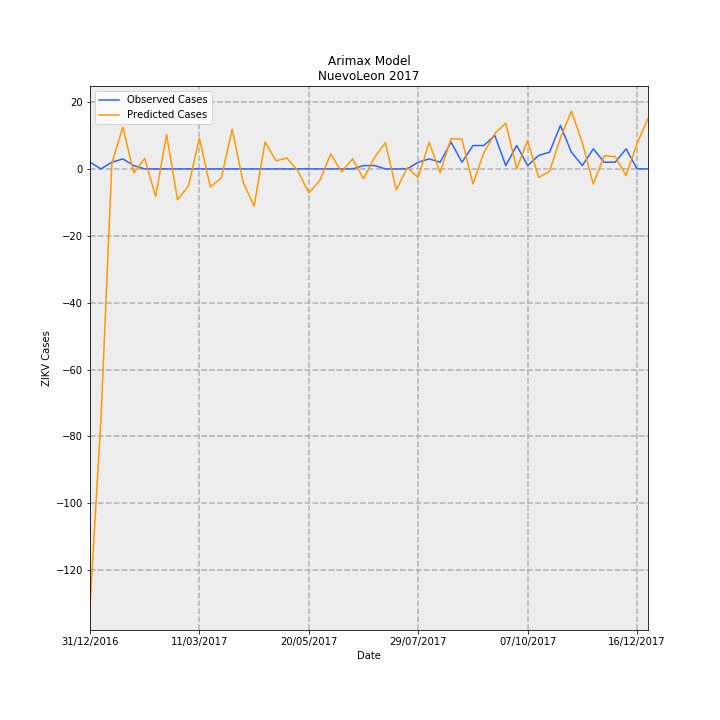 Arimax Model
NuevoLeon 2017
Observed Cases
Predicted Cases
20
0
−20
−40
−60
−80
−100
−120
ZIKV Cases
31/12/2016
11/03/2017
20/05/2017
29/07/2017
07/10/2017
16/12/2017
Date